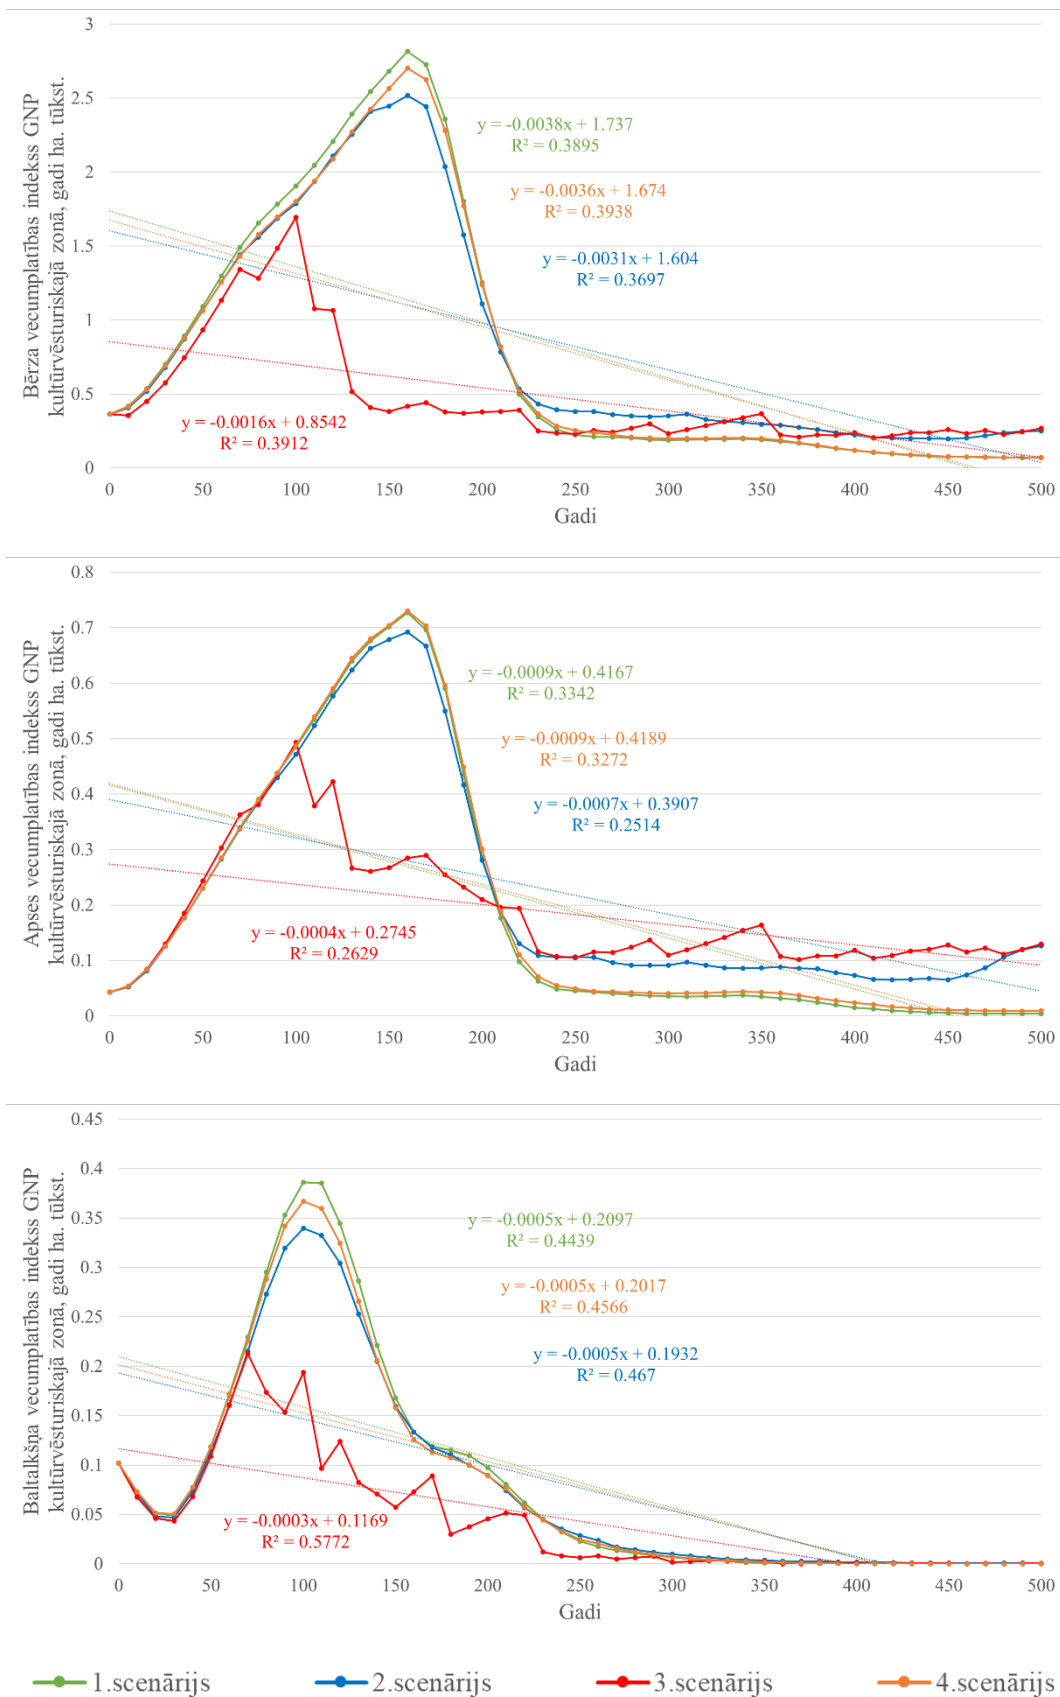 Bērza vecumplatības indekss GNP
kultūrvēsturiskajā zonā, gadi ha. tūkst.
3
2.5
2
1.5
1
0.5
0
y = -0.0038x + 1.737
R² = 0.3895
y = -0.0036x + 1.674
R² = 0.3938
y = -0.0031x + 1.604
R² = 0.3697
y = -0.0016x + 0.8542
R² = 0.3912
0 50 100 150 200 250 300 350 400 450 500
Gadi
Apses vecumplatības indekss GNP
kultūrvēsturiskajā zonā, gadi ha. tūkst.
0.8
0.7
0.6
0.5
0.4
0.3
0.2
0.1
0
y = -0.0009x + 0.4167
R² = 0.3342
y = -0.0009x + 0.4189
R² = 0.3272
y = -0.0007x + 0.3907
R² = 0.2514
y = -0.0004x + 0.2745
R² = 0.2629
0 50 100 150 200 250 300 350 400 450 500
Gadi
Baltalkšņa vecumplatības indekss GNP
kultūrvēsturiskajā zonā, gadi ha. tūkst.
0.45
0.4
0.35
0.3
0.25
0.2
0.15
0.1
0.05
0
y = -0.0005x + 0.2097
R² = 0.4439
y = -0.0005x + 0.2017
R² = 0.4566
y = -0.0005x + 0.1932
R² = 0.467
y = -0.0003x + 0.1169
R² = 0.5772
0 50 100 150 200 250 300 350 400 450 500
Gadi
1.scenārijs 2.scenārijs 3.scenārijs 4.scenārijs